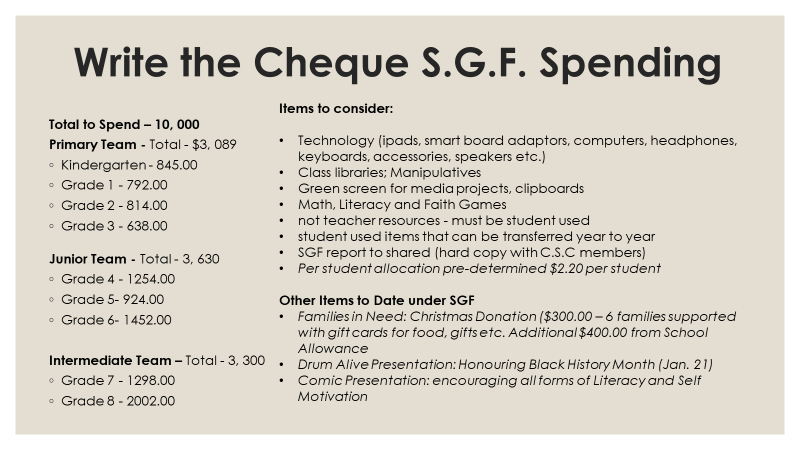 Write the Cheque S.G.F. Spending
Total to Spend – 10, 000
Primary Team - Total - $3, 089
◦ Kindergarten - 845.00
◦ Grade 1 - 792.00
◦ Grade 2 - 814.00
◦ Grade 3 - 638.00
Junior Team - Total - 3, 630
◦ Grade 4 - 1254.00
◦ Grade 5- 924.00
◦ Grade 6- 1452.00
Intermediate Team – Total - 3, 300
◦ Grade 7 - 1298.00
◦ Grade 8 - 2002.00
Items to consider:
• Technology (ipads, smart board adaptors, computers, headphones,
keyboards, accessories, speakers etc.)
• Class libraries; Manipulatives
• Green screen for media projects, clipboards
• Math, Literacy and Faith Games
• not teacher resources - must be student used
• student used items that can be transferred year to year
• SGF report to shared (hard copy with C.S.C members)
• Per student allocation pre-determined $2.20 per student
Other Items to Date under SGF
• Families in Need: Christmas Donation ($300.00 – 6 families supported
with gift cards for food, gifts etc. Additional $400.00 from School
Allowance
• Drum Alive Presentation: Honouring Black History Month (Jan. 21)
• Comic Presentation: encouraging all forms of Literacy and Self
Motivation